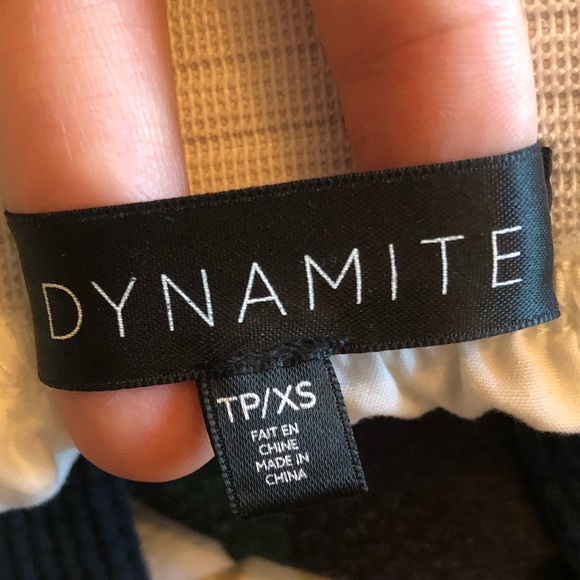 DYNAMITE
TP/XS
FAIT EN
CHINE
MADE IN
CHINA